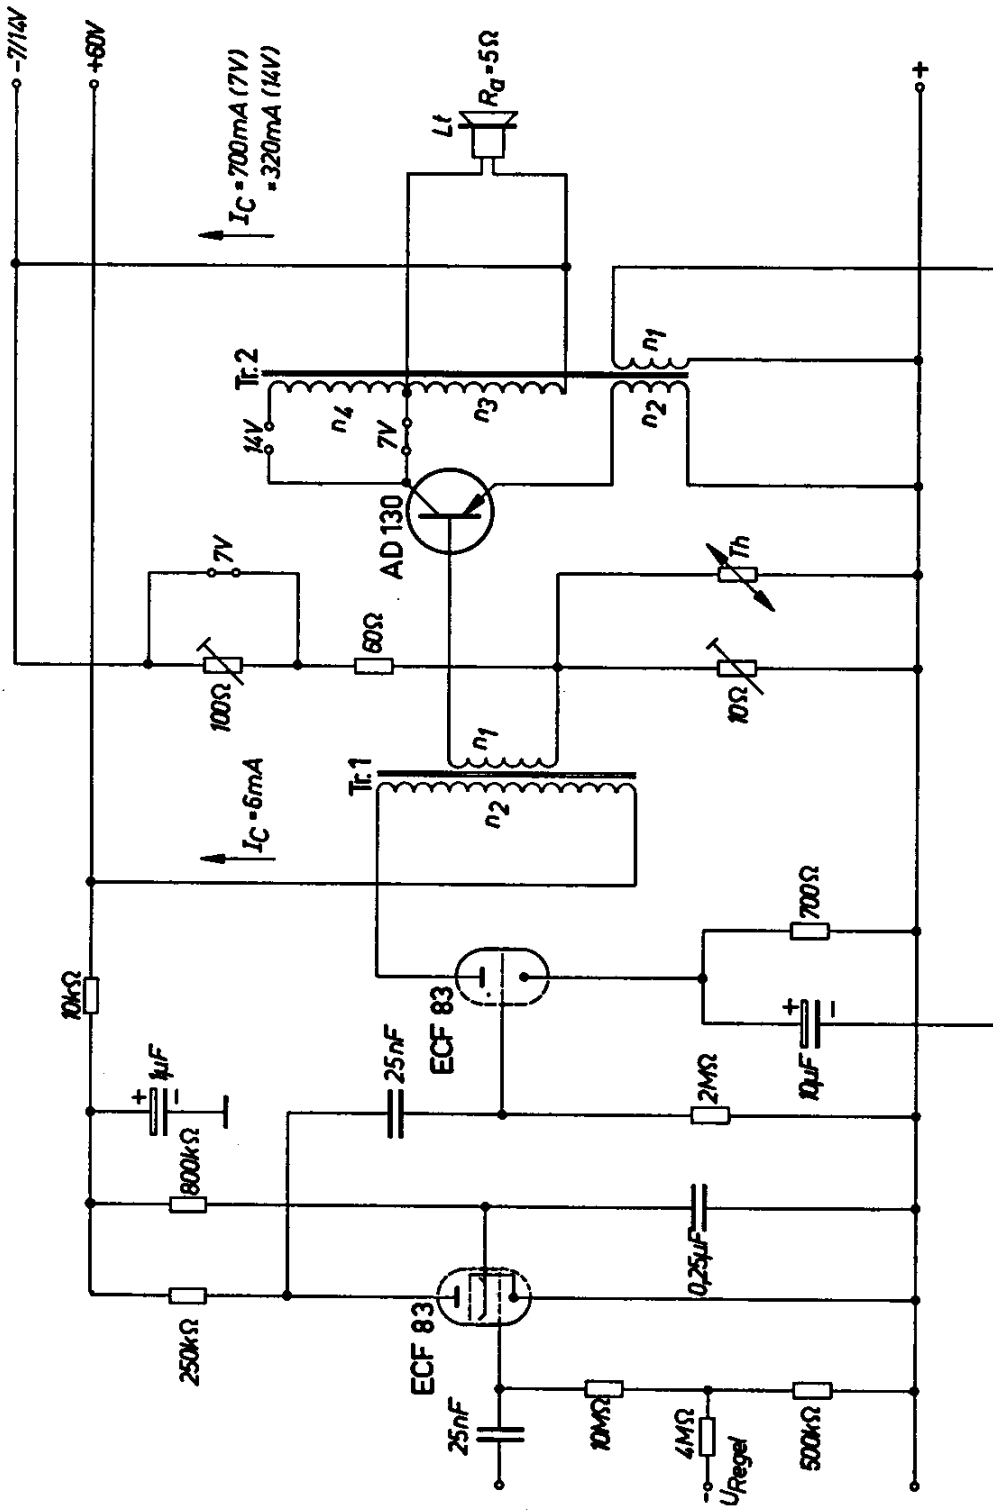 -7/14V
+60V
+
I_C = 700mA (7V)
= 320mA (14V)
Lt
R_a = 5Ω
Tr. 2
14V
n4
7V
n3
n1
n2
AD 130
7V
100Ω
60Ω
Th
10Ω
I_C = 6mA
Tr. 1
n1
n2
10kΩ
ECF 83
700Ω
+
-
10μF
+
1μF
-
25nF
2MΩ
800kΩ
0,25μF
250kΩ
ECF 83
25nF
10MΩ
4MΩ
500kΩ
-
U_Regel